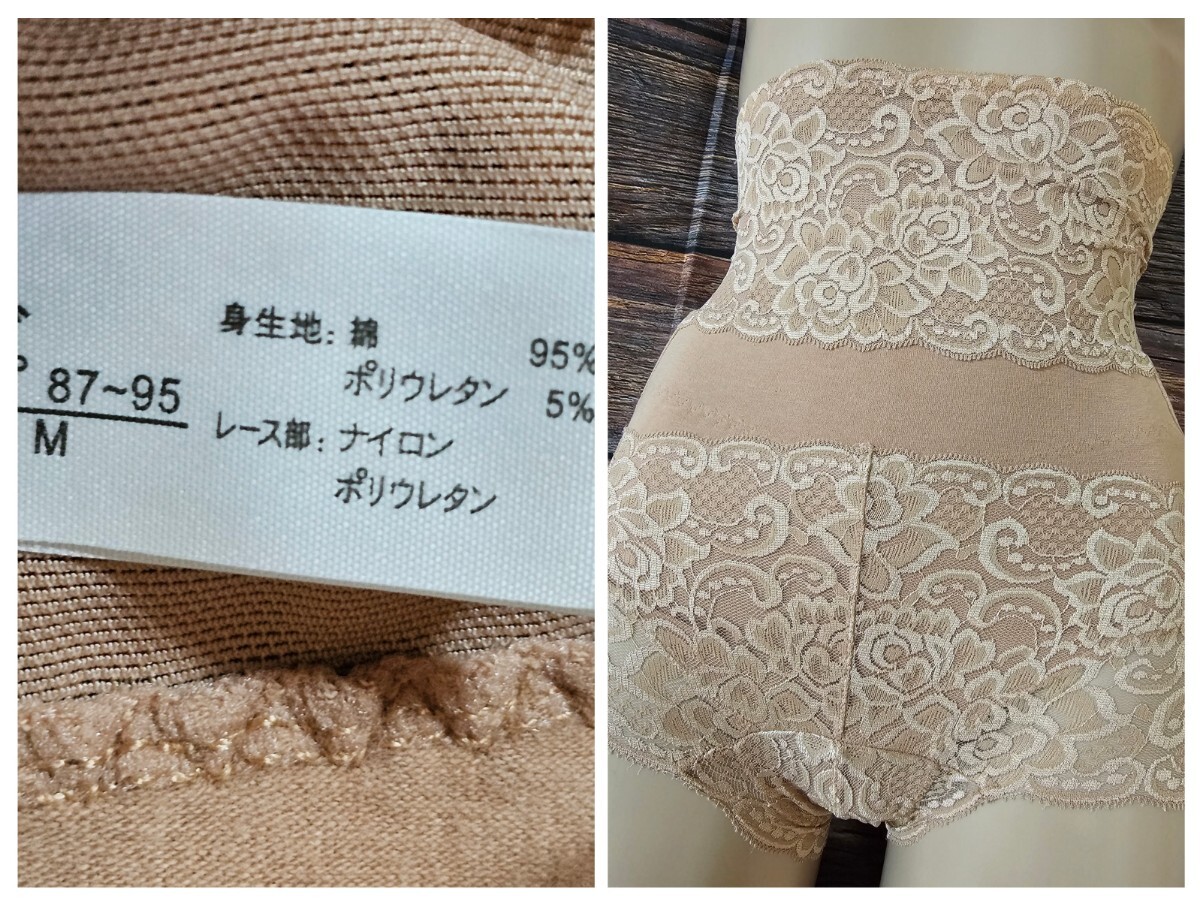 87~95
M
身生地: 綿 95%
ポリウレタン 5%
レース部: ナイロン
ポリウレタン